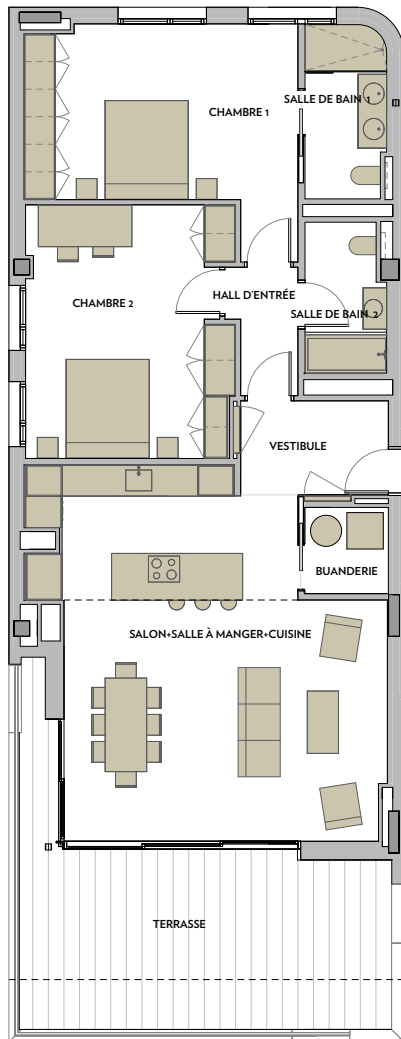 SALLE DE BAIN 1
CHAMBRE 1
HALL D'ENTRÉE
CHAMBRE 2
SALLE DE BAIN 2
VESTIBULE
BUANDERIE
SALON+SALLE À MANGER+CUISINE
TERRASSE